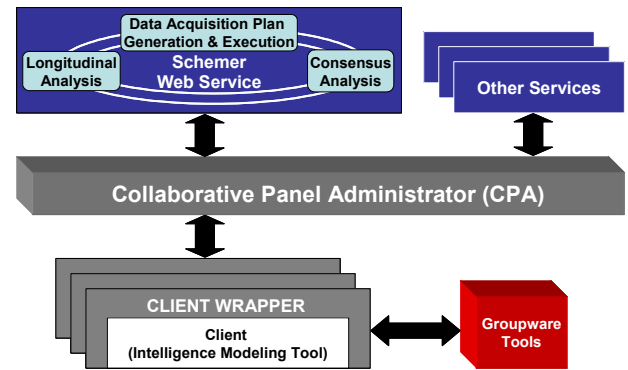 Data Acquisition Plan
Generation & Execution
Longitudinal
Analysis
Schemer
Web Service
Consensus
Analysis
Other Services
Collaborative Panel Administrator (CPA)
CLIENT WRAPPER
Client
(Intelligence Modeling Tool)
Groupware
Tools